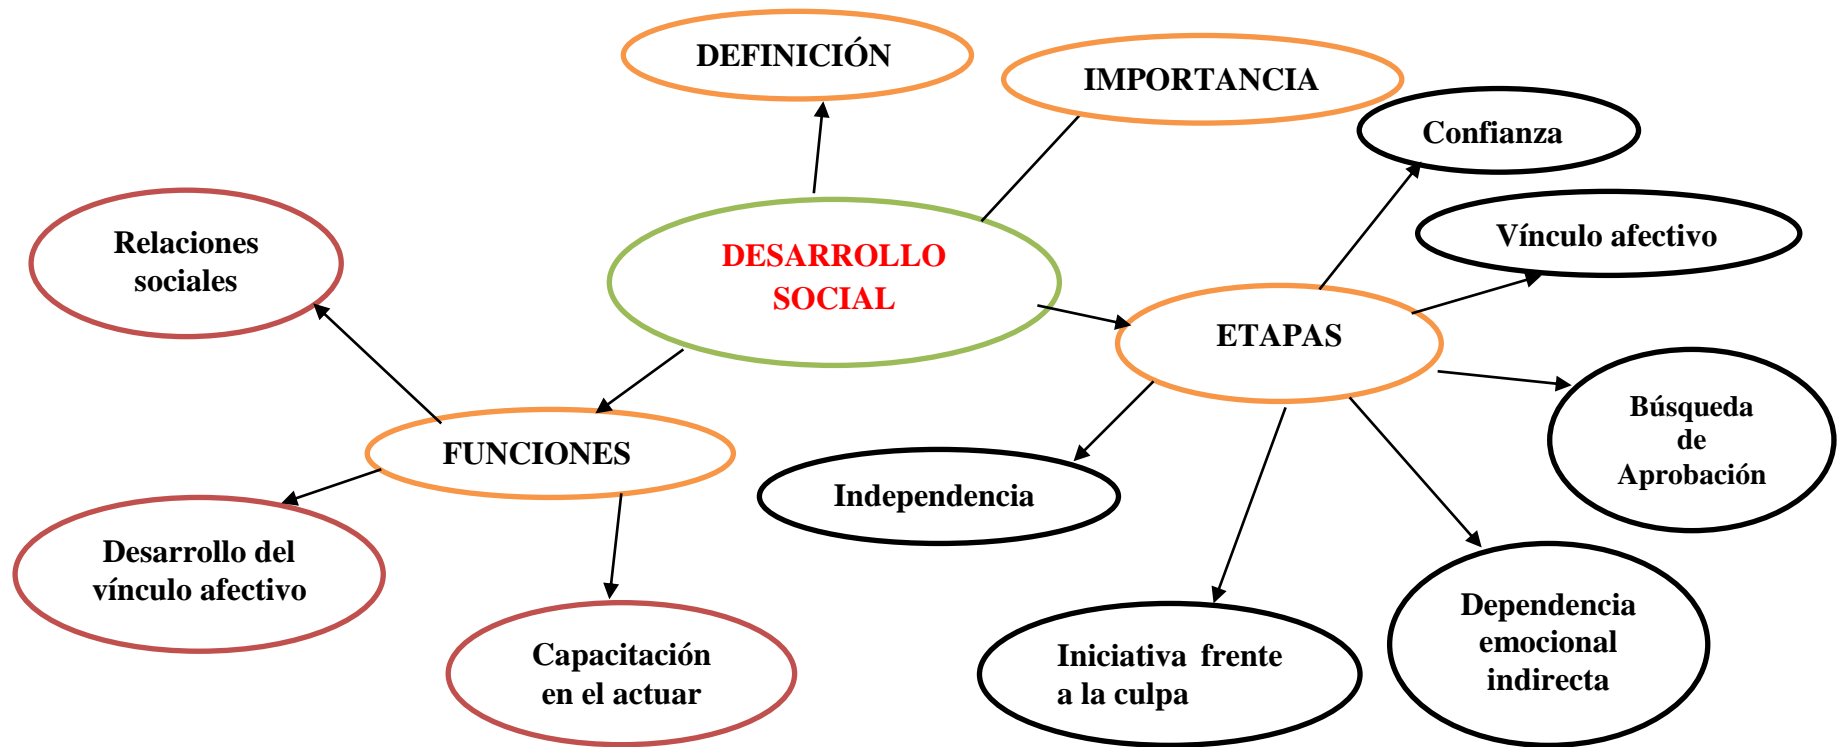 DEFINICIÓN
IMPORTANCIA
Confianza
Vínculo afectivo
Relaciones
sociales
DESARROLLO
SOCIAL
ETAPAS
Búsqueda
de
Aprobación
FUNCIONES
Independencia
Desarrollo del
vínculo afectivo
Capacitación
en el actuar
Iniciativa frente
a la culpa
Dependencia
emocional
indirecta